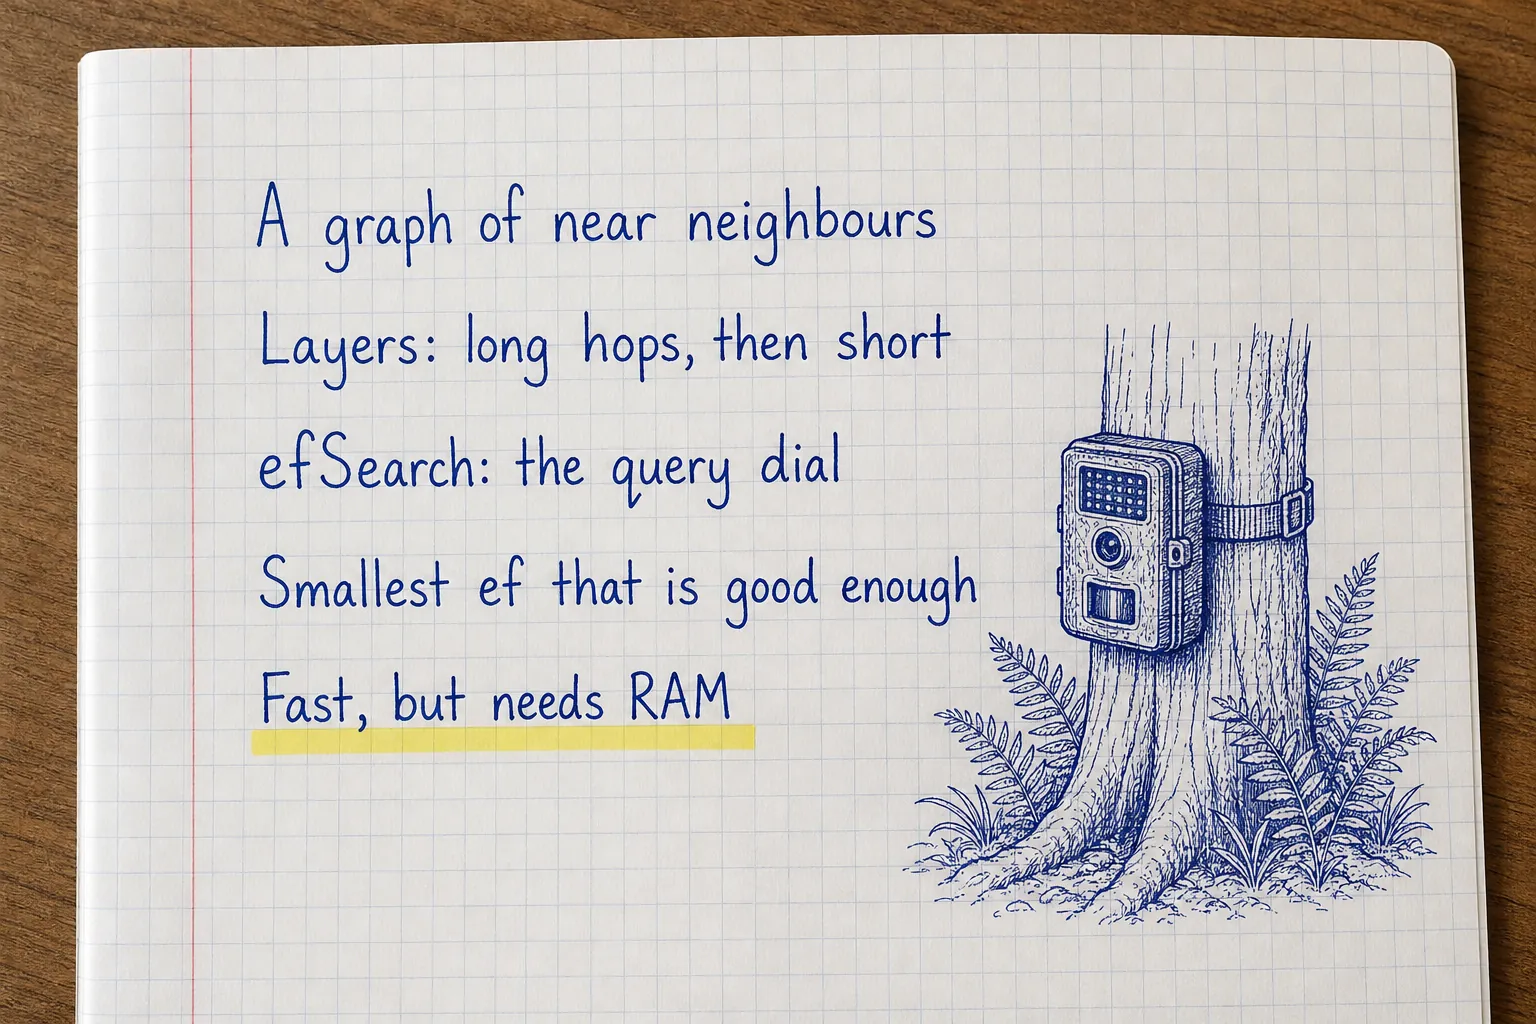 A graph of near neighbours
Layers: long hops, then short
efSearch: the query dial
Smallest ef that is good enough
Fast, but needs RAM